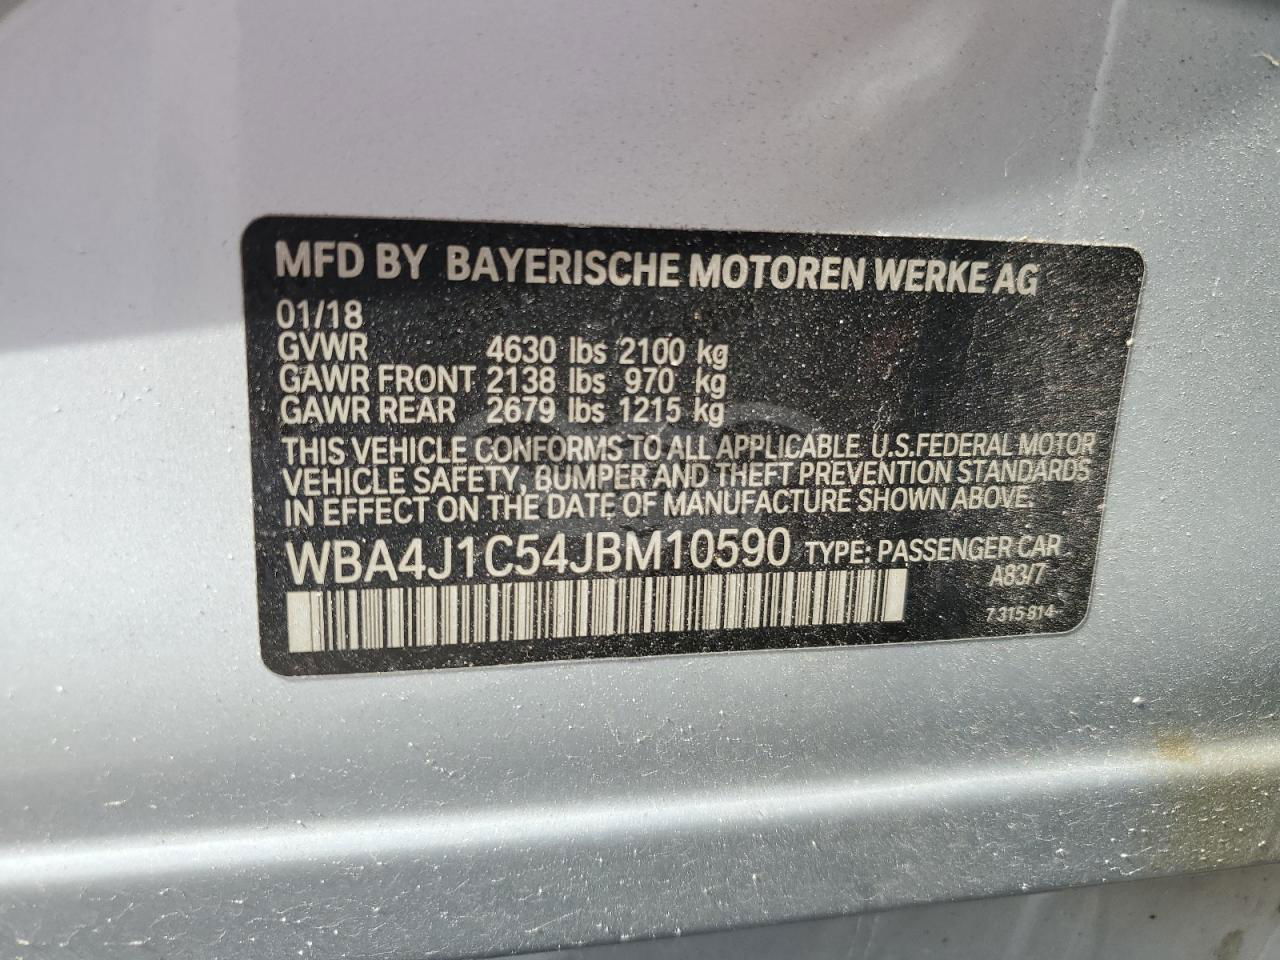 MFD BY BAYERISCHE MOTOREN WERKE AG
01/18
GVWR 4630 lbs 2100 kg
GAWR FRONT 2138 lbs 970 kg
GAWR REAR 2679 lbs 1215 kg
THIS VEHICLE CONFORMS TO ALL APPLICABLE U.S.FEDERAL MOTOR
VEHICLE SAFETY, BUMPER AND THEFT PREVENTION STANDARDS
IN EFFECT ON THE DATE OF MANUFACTURE SHOWN ABOVE.
WBA4J1C54JBM10590 TYPE: PASSENGER CAR
A83/7
7 315 814